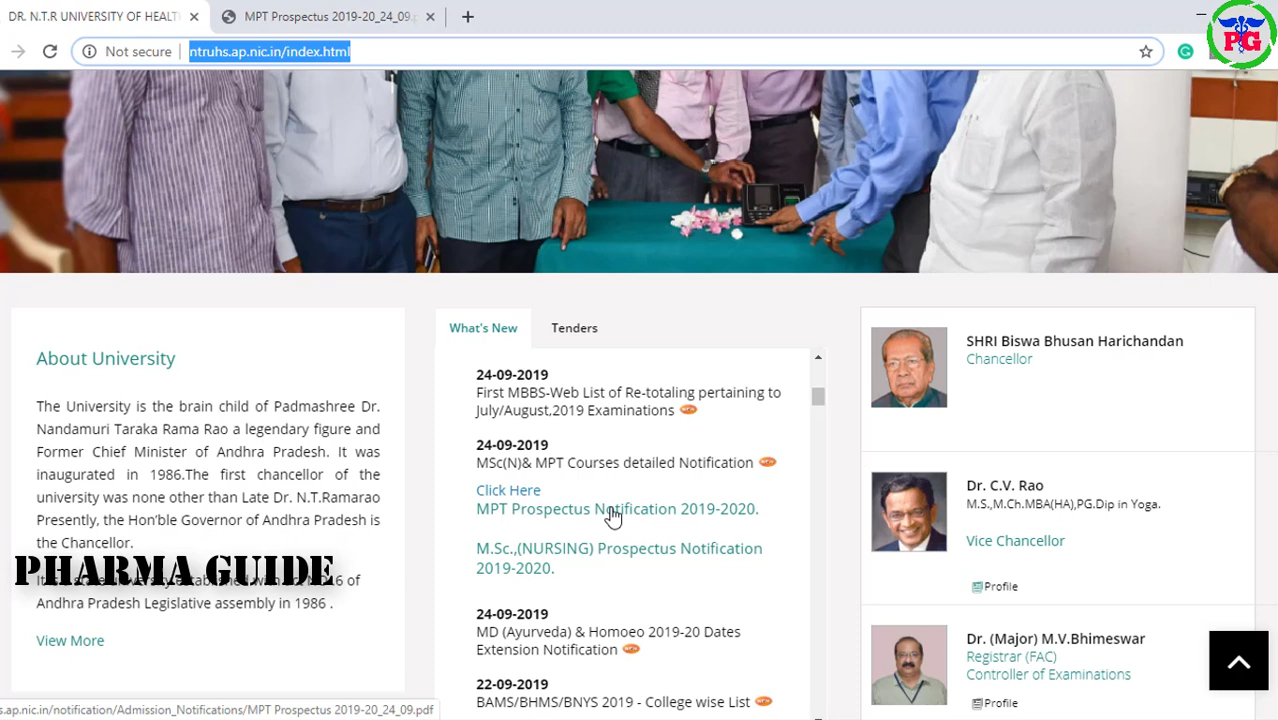 DR. N.T.R UNIVERSITY OF HEALT
MPT Prospectus 2019-20_24_09.
Not secure
ntruhs.ap.nic.in/index.html
PG
About University
The University is the brain child of Padmashree Dr.
Nandamuri Taraka Rama Rao a legendary figure and
Former Chief Minister of Andhra Pradesh. It was
inaugurated in 1986.The first chancellor of the
university was none other than Late Dr. N.T.Ramarao
Presently, the Hon'ble Governor of Andhra Pradesh is
the Chancellor.
PHARMA GUIDE
Andhra Pradesh Legislative assembly in 1986 .
View More
What's New
Tenders
24-09-2019
First MBBS-Web List of Re-totaling pertaining to
July/August,2019 Examinations
24-09-2019
MSc(N)& MPT Courses detailed Notification
Click Here
MPT Prospectus Notification 2019-2020.
M.Sc.,(NURSING) Prospectus Notification
2019-2020.
24-09-2019
MD (Ayurveda) & Homoeo 2019-20 Dates
Extension Notification
22-09-2019
BAMS/BHMS/BNYS 2019 - College wise List
SHRI Biswa Bhusan Harichandan
Chancellor
Dr. C.V. Rao
M.S.,M.Ch.MBA(HA),PG.Dip in Yoga.
Vice Chancellor
Profile
Dr. (Major) M.V.Bhimeswar
Registrar (FAC)
Controller of Examinations
Profile
s.ap.nic.in/notification/Admission_Notifications/MPT Prospectus 2019-20_24_09.pdf